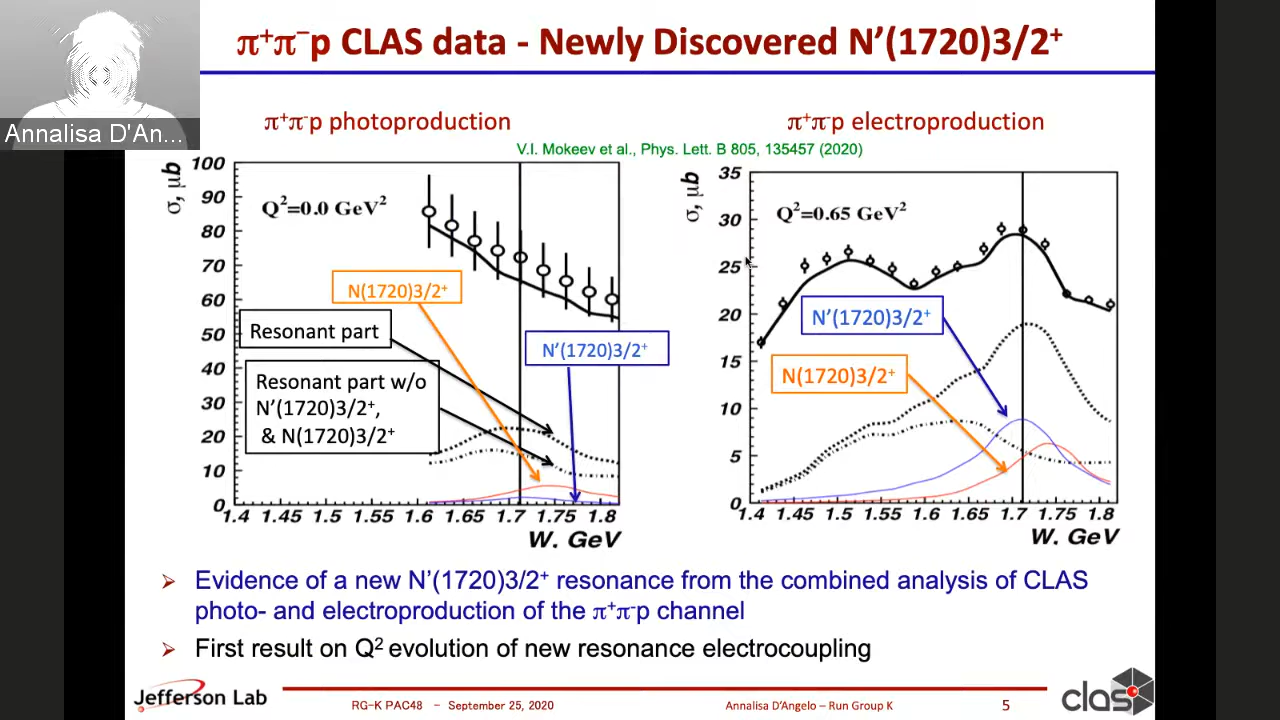 π⁺π⁻p CLAS data - Newly Discovered N’(1720)3/2⁺
Annalisa D'An...
π⁺π⁻p photoproduction
π⁺π⁻p electroproduction
V.I. Mokeev et al., Phys. Lett. B 805, 135457 (2020)
σ, μb
100
90
80
70
60
50
40
30
20
10
0
Q²=0.0 GeV²
N(1720)3/2⁺
Resonant part
N’(1720)3/2⁺
Resonant part w/o
N’(1720)3/2⁺,
& N(1720)3/2⁺
1.4 1.45 1.5 1.55 1.6 1.65 1.7 1.75 1.8
W. GeV
σ, μb
35
30
25
20
15
10
5
0
Q²=0.65 GeV²
N’(1720)3/2⁺
N(1720)3/2⁺
1.4 1.45 1.5 1.55 1.6 1.65 1.7 1.75 1.8
W. GeV
➢ Evidence of a new N’(1720)3/2⁺ resonance from the combined analysis of CLAS
photo- and electroproduction of the π⁺π⁻p channel
➢ First result on Q² evolution of new resonance electrocoupling
Jefferson Lab
RG-K PAC48 – September 25, 2020
Annalisa D’Angelo – Run Group K
5
clas